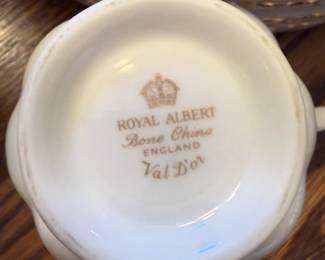 ROYAL ALBERT
Bone China
ENGLAND
Val D'or